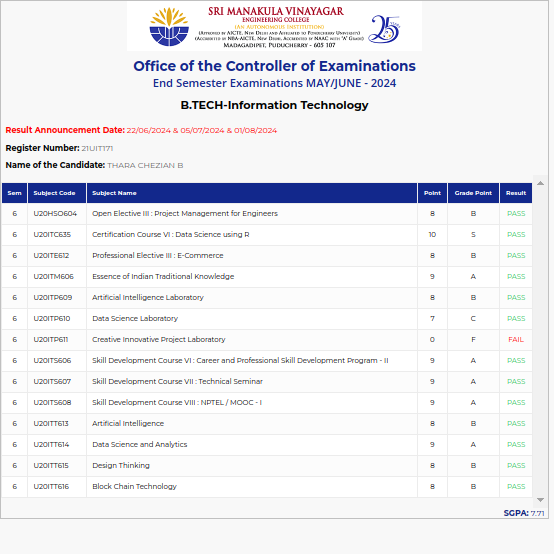 SRI MANAKULA VINAYAGAR
ENGINEERING COLLEGE
(AN AUTONOMOUS INSTITUTION)
(APPROVED BY AICTE, NEW DELHI AND AFFILIATED TO PONDICHERRY UNIVERSITY)
(ACCREDITED BY NBA-AICTE, NEW DELHI, ACCREDITED BY NAAC WITH "A" GRADE)
MADAGADIPET, PUDUCHERRY - 605 107
25
Office of the Controller of Examinations
End Semester Examinations MAY/JUNE - 2024
B.TECH-Information Technology
Result Announcement Date: 22/06/2024 & 05/07/2024 & 01/08/2024
Register Number: 21UIT171
Name of the Candidate: THARA CHEZIAN B
Sem Subject Code Subject Name Point Grade Point Result
6 U20HSO604 Open Elective III : Project Management for Engineers 8 B PASS
6 U20ITC635 Certification Course VI : Data Science using R 10 S PASS
6 U20ITE612 Professional Elective III : E-Commerce 8 B PASS
6 U20ITM606 Essence of Indian Traditional Knowledge 9 A PASS
6 U20ITP609 Artificial Intelligence Laboratory 8 B PASS
6 U20ITP610 Data Science Laboratory 7 C PASS
6 U20ITP611 Creative Innovative Project Laboratory 0 F FAIL
6 U20ITS606 Skill Development Course VI : Career and Professional Skill Development Program - II 9 A PASS
6 U20ITS607 Skill Development Course VII : Technical Seminar 9 A PASS
6 U20ITS608 Skill Development Course VIII : NPTEL / MOOC - I 9 A PASS
6 U20ITT613 Artificial Intelligence 8 B PASS
6 U20ITT614 Data Science and Analytics 9 A PASS
6 U20ITT615 Design Thinking 8 B PASS
6 U20ITT616 Block Chain Technology 8 B PASS
SGPA: 7.71